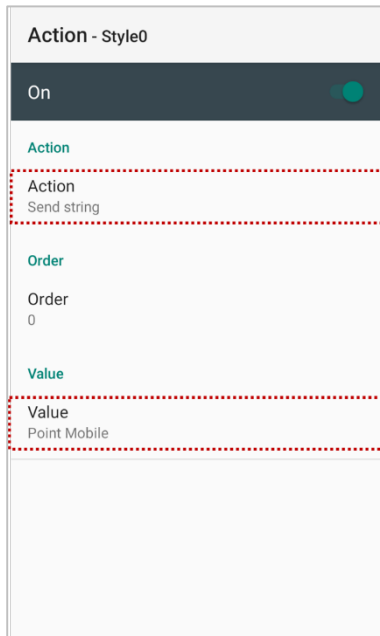 Action - Style0
On
Action
Action
Send string
Order
Order
0
Value
Value
Point Mobile